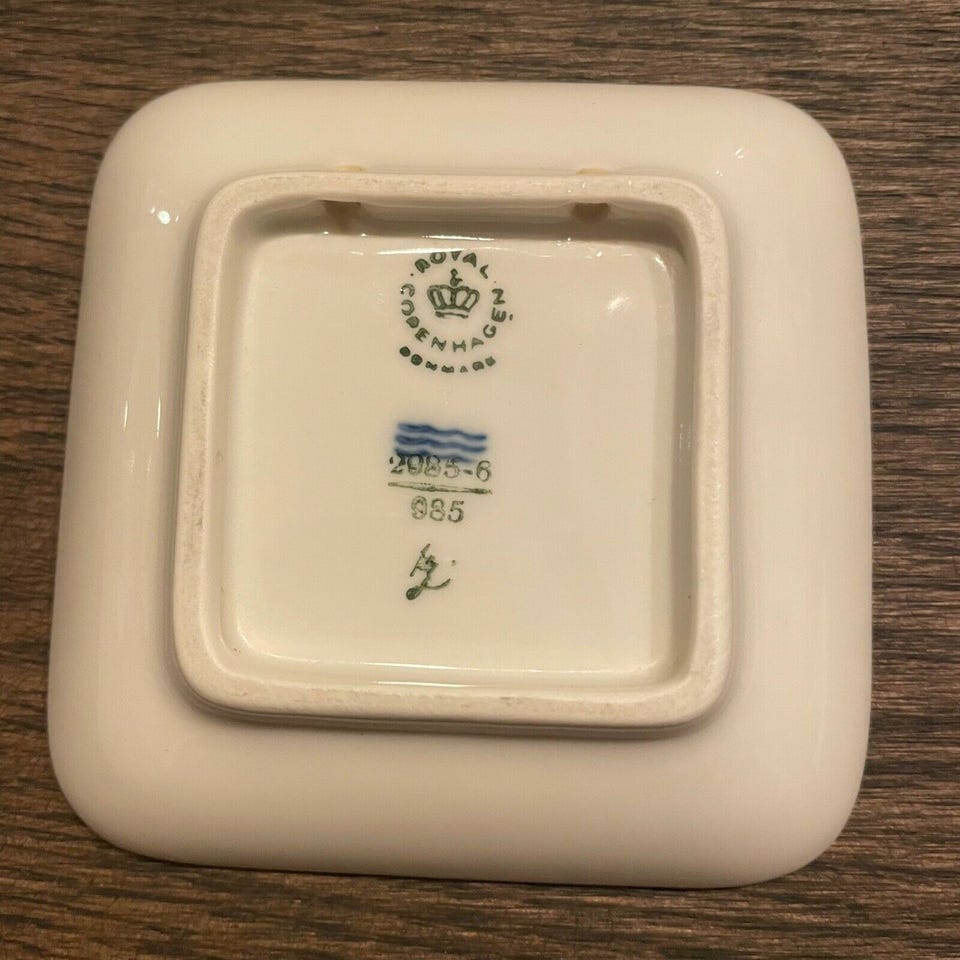 ROYAL
COPENHAGEN
DENMARK
2985-6
985